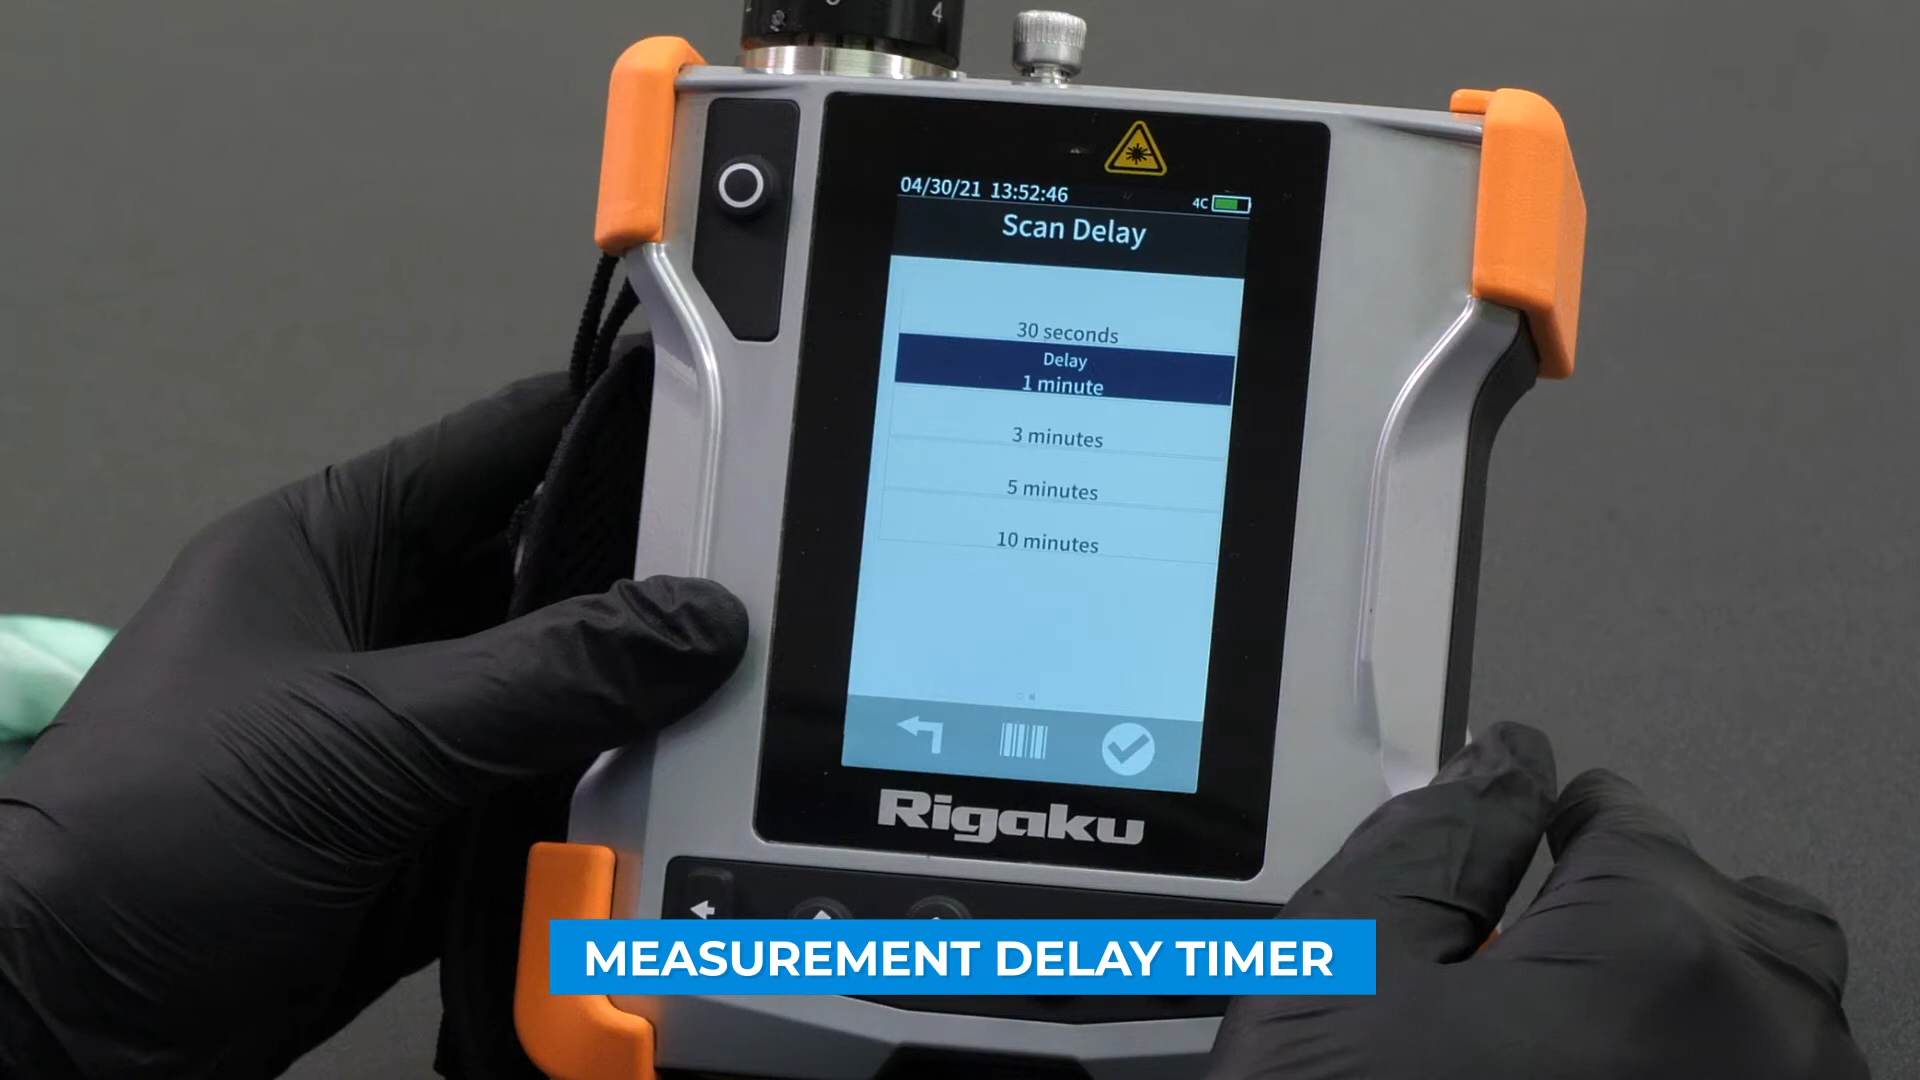 4
04/30/21 13:52:46
4C
Scan Delay
30 seconds
Delay
1 minute
3 minutes
5 minutes
10 minutes
Rigaku
MEASUREMENT DELAY TIMER